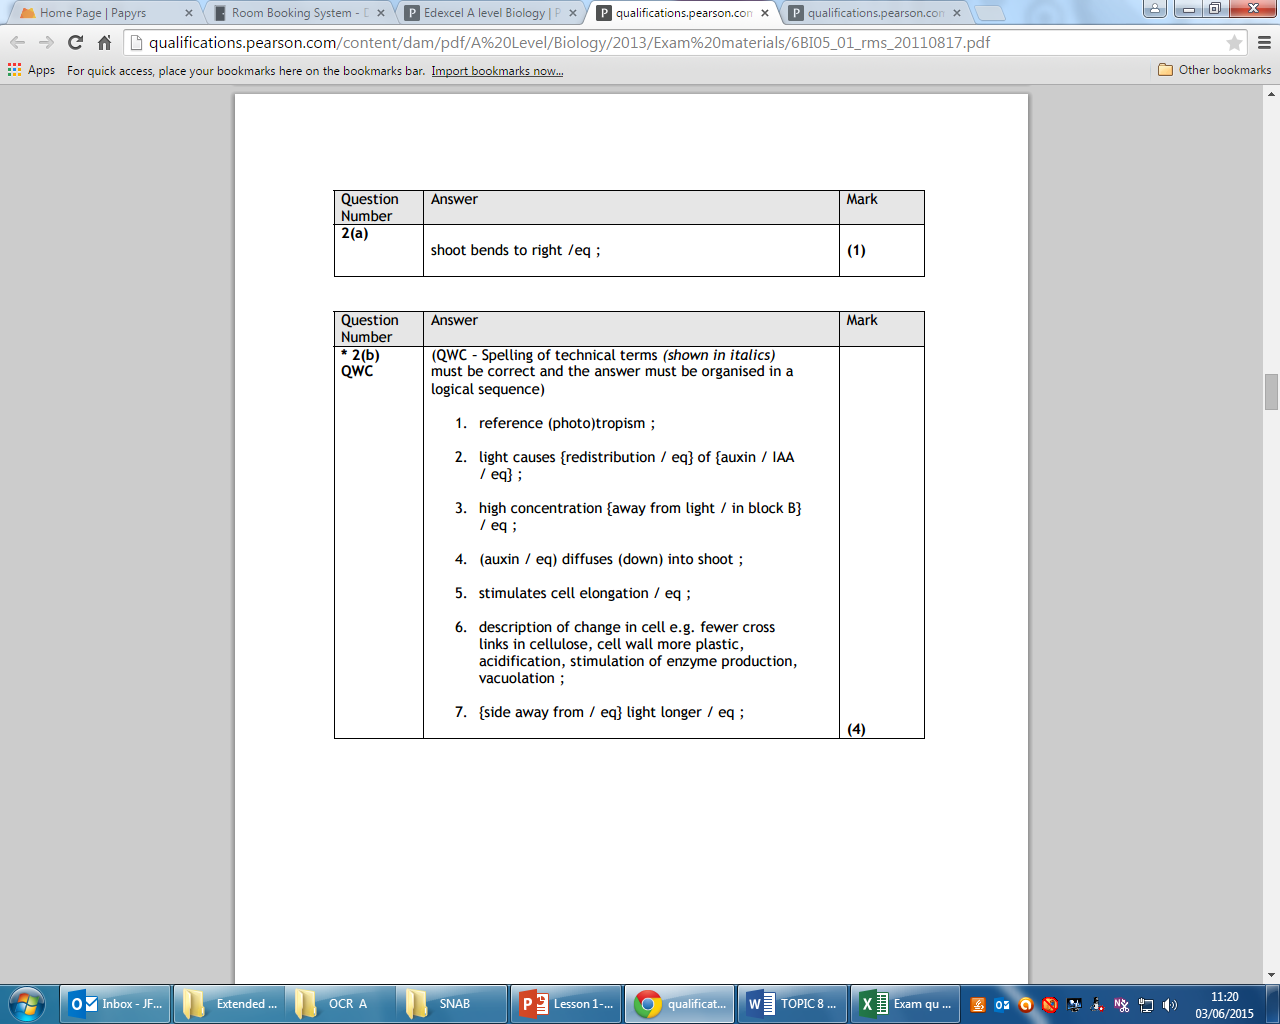 Home Page | Papyrs
Room Booking System - D
Edexcel A level Biology | P
qualifications.pearson.com
qualifications.pearson.com
qualifications.pearson.com/content/dam/pdf/A%20Level/Biology/2013/Exam%20materials/6BI05_01_rms_20110817.pdf
Apps For quick access, place your bookmarks here on the bookmarks bar. Import bookmarks now... Other bookmarks
Question Number Answer Mark
2(a)
shoot bends to right /eq ; (1)
Question Number Answer Mark
* 2(b) QWC
(QWC – Spelling of technical terms (shown in italics)
must be correct and the answer must be organised in a
logical sequence)
1. reference (photo)tropism ;
2. light causes {redistribution / eq} of {auxin / IAA
/ eq} ;
3. high concentration {away from light / in block B}
/ eq ;
4. (auxin / eq) diffuses (down) into shoot ;
5. stimulates cell elongation / eq ;
6. description of change in cell e.g. fewer cross
links in cellulose, cell wall more plastic,
acidification, stimulation of enzyme production,
vacuolation ;
7. {side away from / eq} light longer / eq ;
(4)
Inbox - JF... Extended ... OCR A SNAB Lesson 1-... qualificat... TOPIC 8 ... Exam qu ... 11:20
03/06/2015